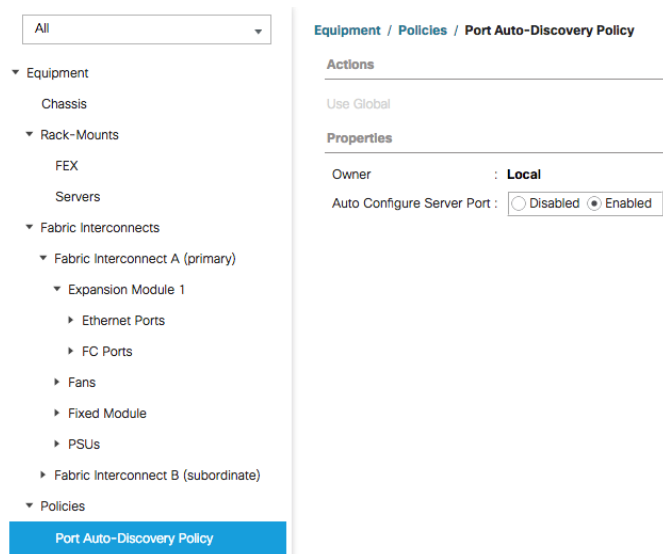 All
Equipment
Chassis
Rack-Mounts
FEX
Servers
Fabric Interconnects
Fabric Interconnect A (primary)
Expansion Module 1
Ethernet Ports
FC Ports
Fans
Fixed Module
PSUs
Fabric Interconnect B (subordinate)
Policies
Port Auto-Discovery Policy
Equipment / Policies / Port Auto-Discovery Policy
Actions
Use Global
Properties
Owner : Local
Auto Configure Server Port : Disabled Enabled